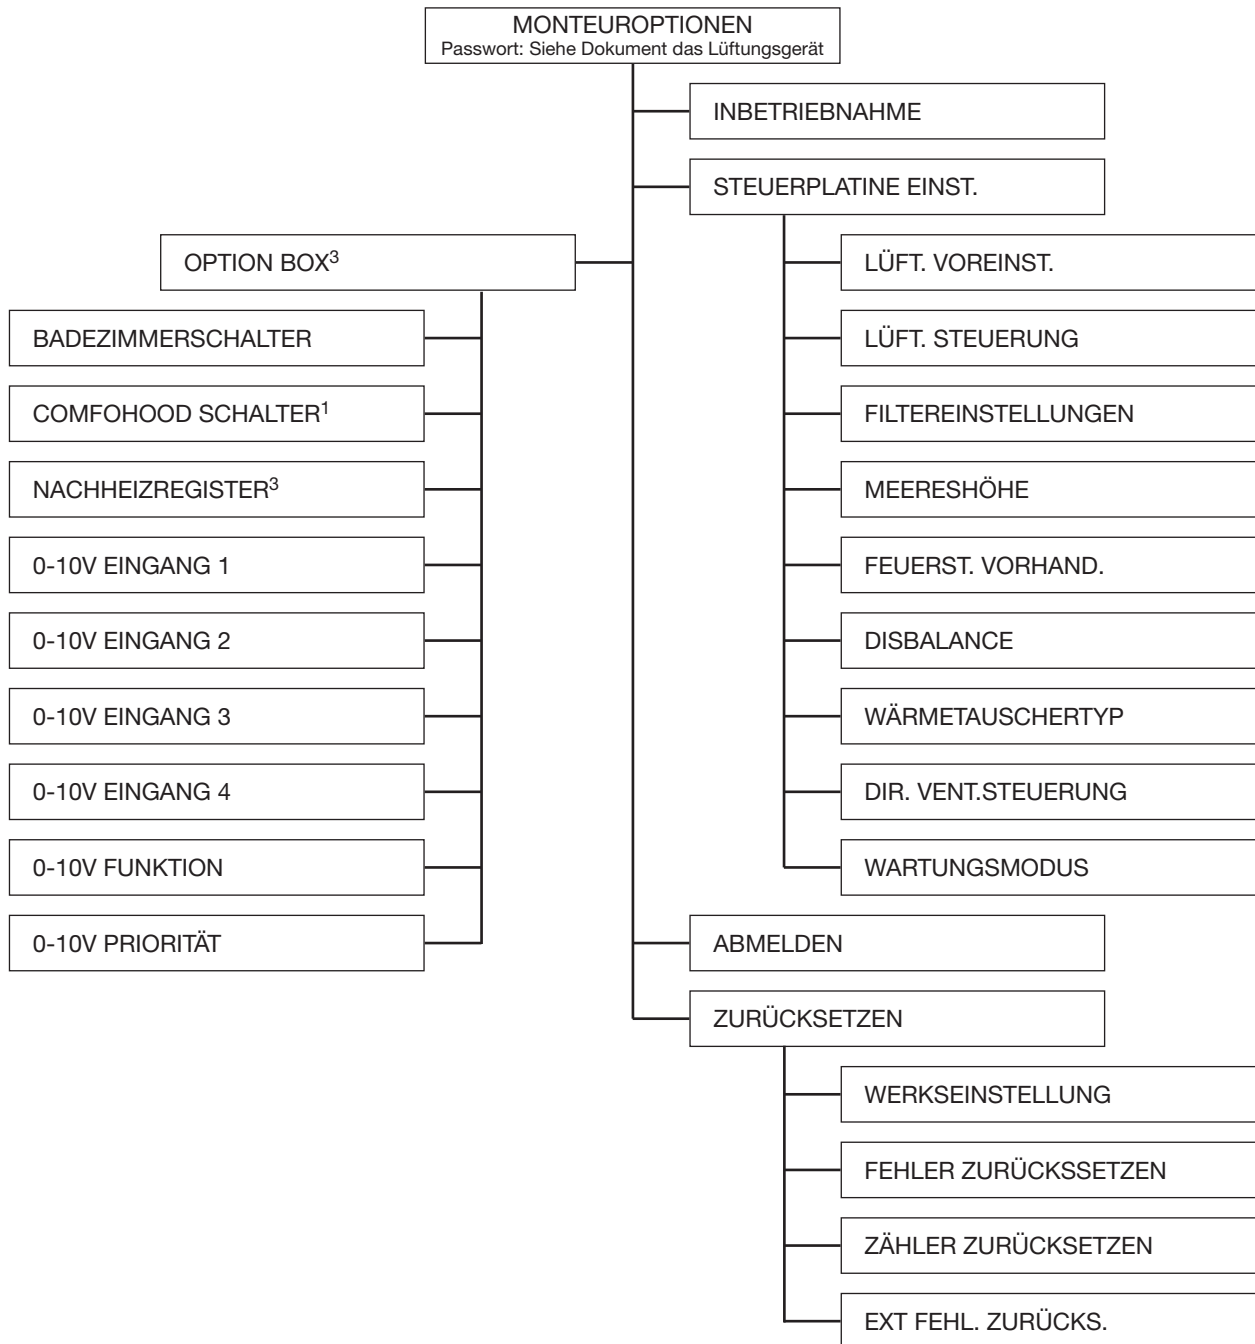 MONTEUROPTIONEN
Passwort: Siehe Dokument das Lüftungsgerät
INBETRIEBNAHME
STEUERPLATINE EINST.
OPTION BOX³
LÜFT. VOREINST.
BADEZIMMERSCHALTER
LÜFT. STEUERUNG
COMFOHOOD SCHALTER¹
FILTEREINSTELLUNGEN
NACHHEIZREGISTER³
MEERESHÖHE
0-10V EINGANG 1
FEUERST. VORHAND.
0-10V EINGANG 2
DISBALANCE
0-10V EINGANG 3
WÄRMETAUSCHERTYP
0-10V EINGANG 4
DIR. VENT.STEUERUNG
0-10V FUNKTION
WARTUNGSMODUS
0-10V PRIORITÄT
ABMELDEN
ZURÜCKSETZEN
WERKSEINSTELLUNG
FEHLER ZURÜCKSSETZEN
ZÄHLER ZURÜCKSETZEN
EXT FEHL. ZURÜCKS.